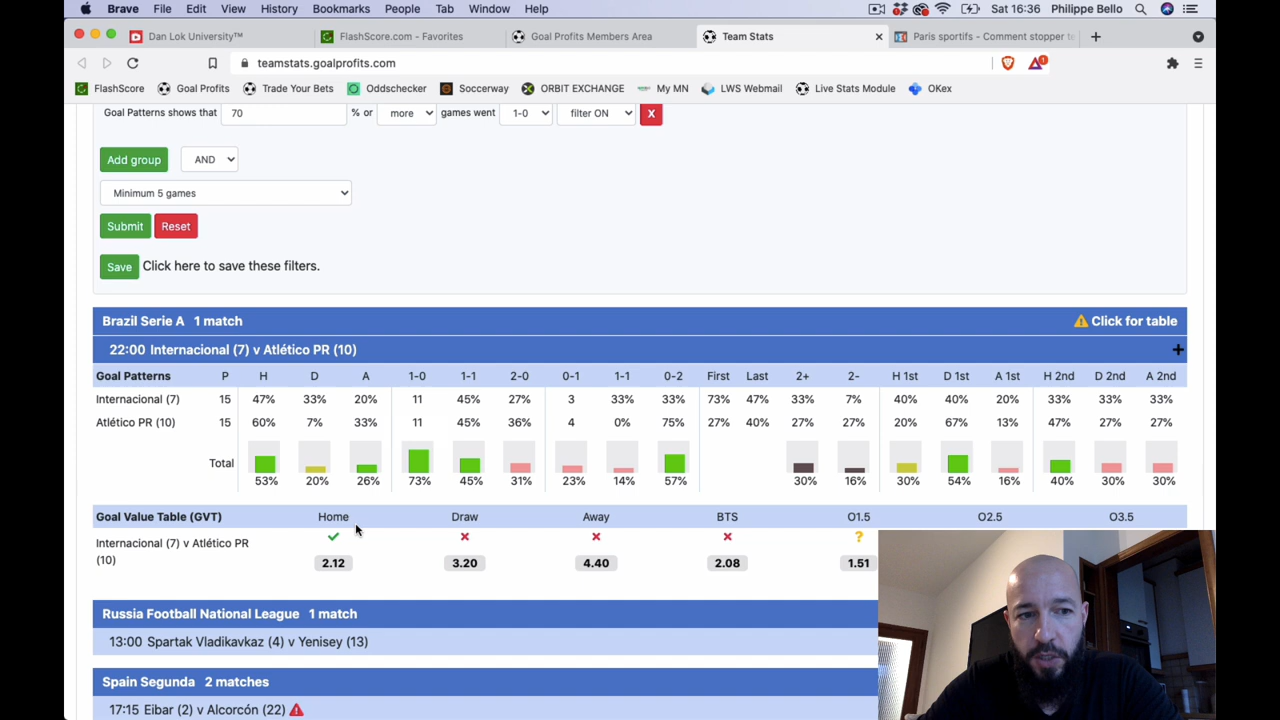 Brave File Edit View History Bookmarks People Tab Window Help Sat 16:36 Philippe Bello
Dan Lok University™ FlashScore.com - Favorites Goal Profits Members Area Team Stats Paris sportifs - Comment stopper
teamstats.goalprofits.com 1
FlashScore Goal Profits Trade Your Bets Oddschecker Soccerway ORBIT EXCHANGE My MN LWS Webmail Live Stats Module OKex
Goal Patterns shows that 70 % or more games went 1-0 filter ON X
Add group AND
Minimum 5 games
Submit Reset
Save Click here to save these filters.
Brazil Serie A 1 match Click for table
22:00 Internacional (7) v Atlético PR (10) +
Goal Patterns P H D A 1-0 1-1 2-0 0-1 1-1 0-2 First Last 2+ 2- H 1st D 1st A 1st H 2nd D 2nd A 2nd
Internacional (7) 15 47% 33% 20% 11 45% 27% 3 33% 33% 73% 47% 33% 7% 40% 40% 20% 33% 33% 33%
Atlético PR (10) 15 60% 7% 33% 11 45% 36% 4 0% 75% 27% 40% 27% 27% 20% 67% 13% 47% 27% 27%
Total
53% 20% 26% 73% 45% 31% 23% 14% 57% 30% 16% 30% 54% 16% 40% 30% 30%
Goal Value Table (GVT) Home Draw Away BTS O1.5 O2.5 O3.5
Internacional (7) v Atlético PR ?
(10) 2.12 3.20 4.40 2.08 1.51
Russia Football National League 1 match
13:00 Spartak Vladikavkaz (4) v Yenisey (13)
Spain Segunda 2 matches
17:15 Eibar (2) v Alcorcón (22)